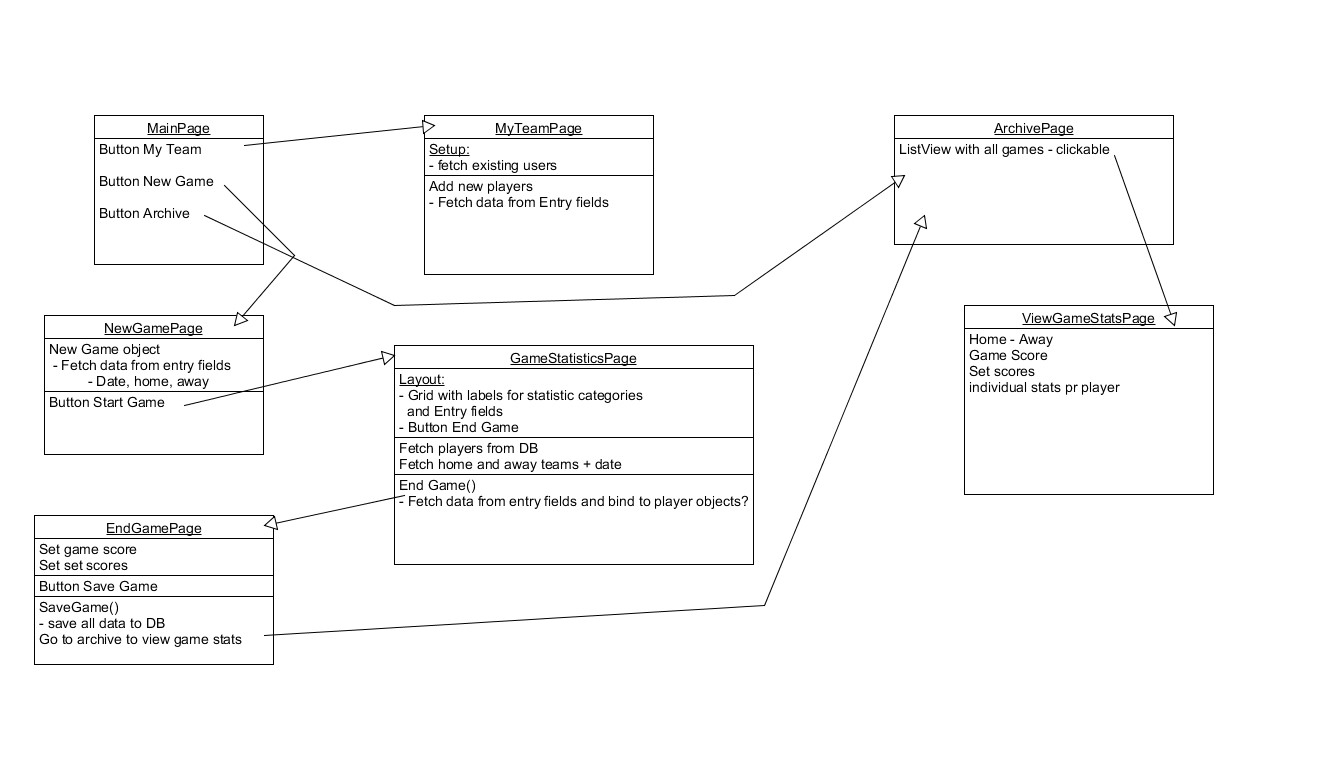 MainPage
Button My Team
Button New Game
Button Archive
MyTeamPage
Setup:
- fetch existing users
Add new players
- Fetch data from Entry fields
ArchivePage
ListView with all games - clickable
NewGamePage
New Game object
- Fetch data from entry fields
- Date, home, away
Button Start Game
GameStatisticsPage
Layout:
- Grid with labels for statistic categories
and Entry fields
- Button End Game
Fetch players from DB
Fetch home and away teams + date
End Game()
- Fetch data from entry fields and bind to player objects?
ViewGameStatsPage
Home - Away
Game Score
Set scores
individual stats pr player
EndGamePage
Set game score
Set set scores
Button Save Game
SaveGame()
- save all data to DB
Go to archive to view game stats